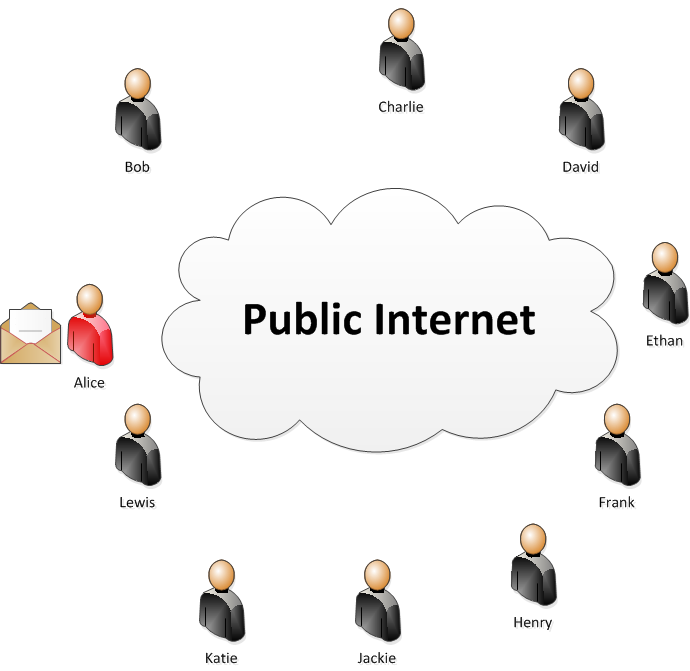 Charlie
Bob
David
Public Internet
Ethan
Alice
Lewis
Frank
Henry
Katie
Jackie